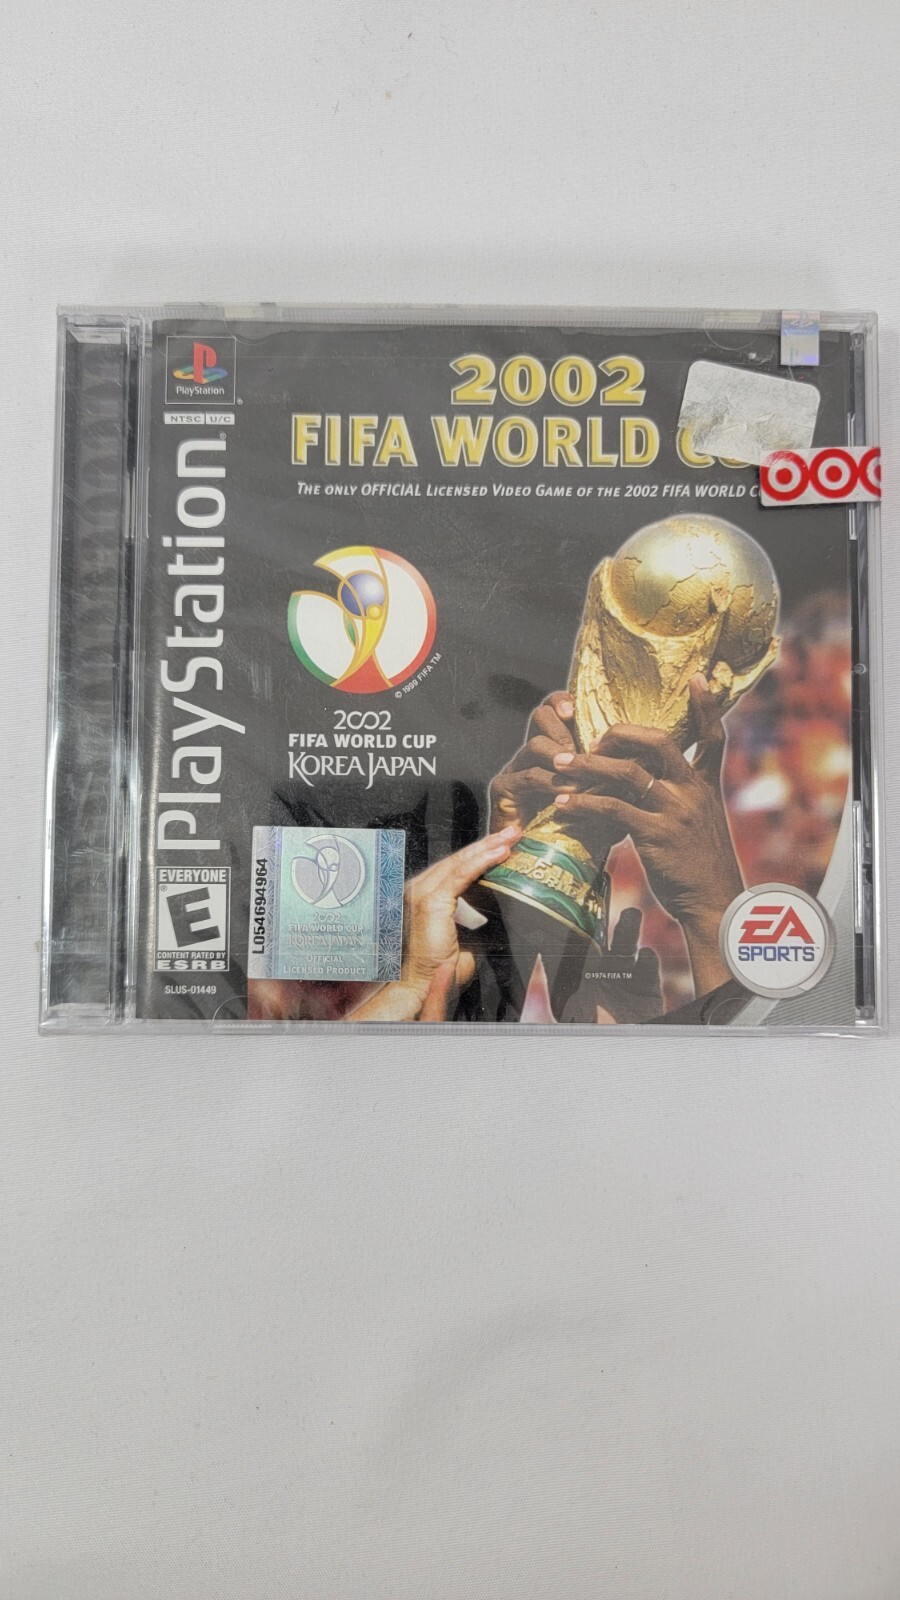 PlayStation
NTSC U/C
PlayStation
2002
FIFA WORLD
THE ONLY OFFICIAL LICENSED VIDEO GAME OF THE 2002 FIFA WORLD
© 1999 FIFA TM
2002
FIFA WORLD CUP
KOREA JAPAN
L054694964
2002
FIFA WORLD CUP
KOREA JAPAN
OFFICIAL
LICENSED PRODUCT
EVERYONE
E
CONTENT RATED BY
ESRB
SLUS-01449
©1974 FIFA TM
EA
SPORTS™